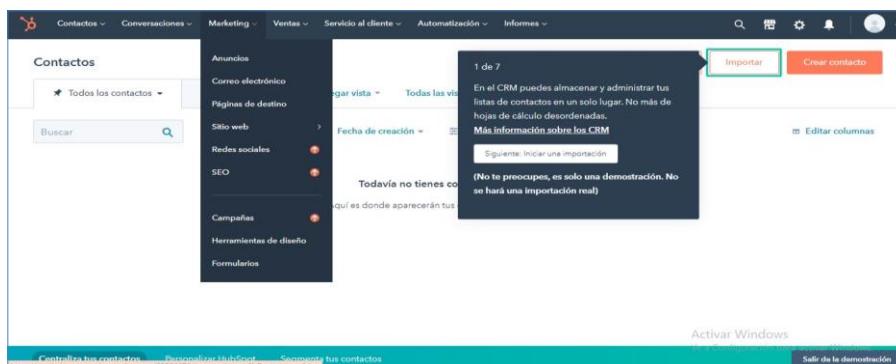 Contactos Conversaciones Marketing Ventas Servicio al cliente Automatización Informes
Contactos
Importar
Crear contacto
Todos los contactos
egar vista
Todas las vis
Buscar
Fecha de creación
Editar columnas
Todavía no tienes co
quí es donde aparecerán tus
Anuncios
Correo electrónico
Páginas de destino
Sitio web
Redes sociales
SEO
Campañas
Herramientas de diseño
Formularios
1 de 7
En el CRM puedes almacenar y administrar tus
listas de contactos en un solo lugar. No más de
hojas de cálculo desordenadas.
Más información sobre los CRM
Siguiente: Iniciar una importación
(No te preocupes, es solo una demostración. No
se hará una importación real)
Activar Windows
Centraliza tus contactos Personalizar HubSpot Segmenta tus contactos
Salir de la demostración